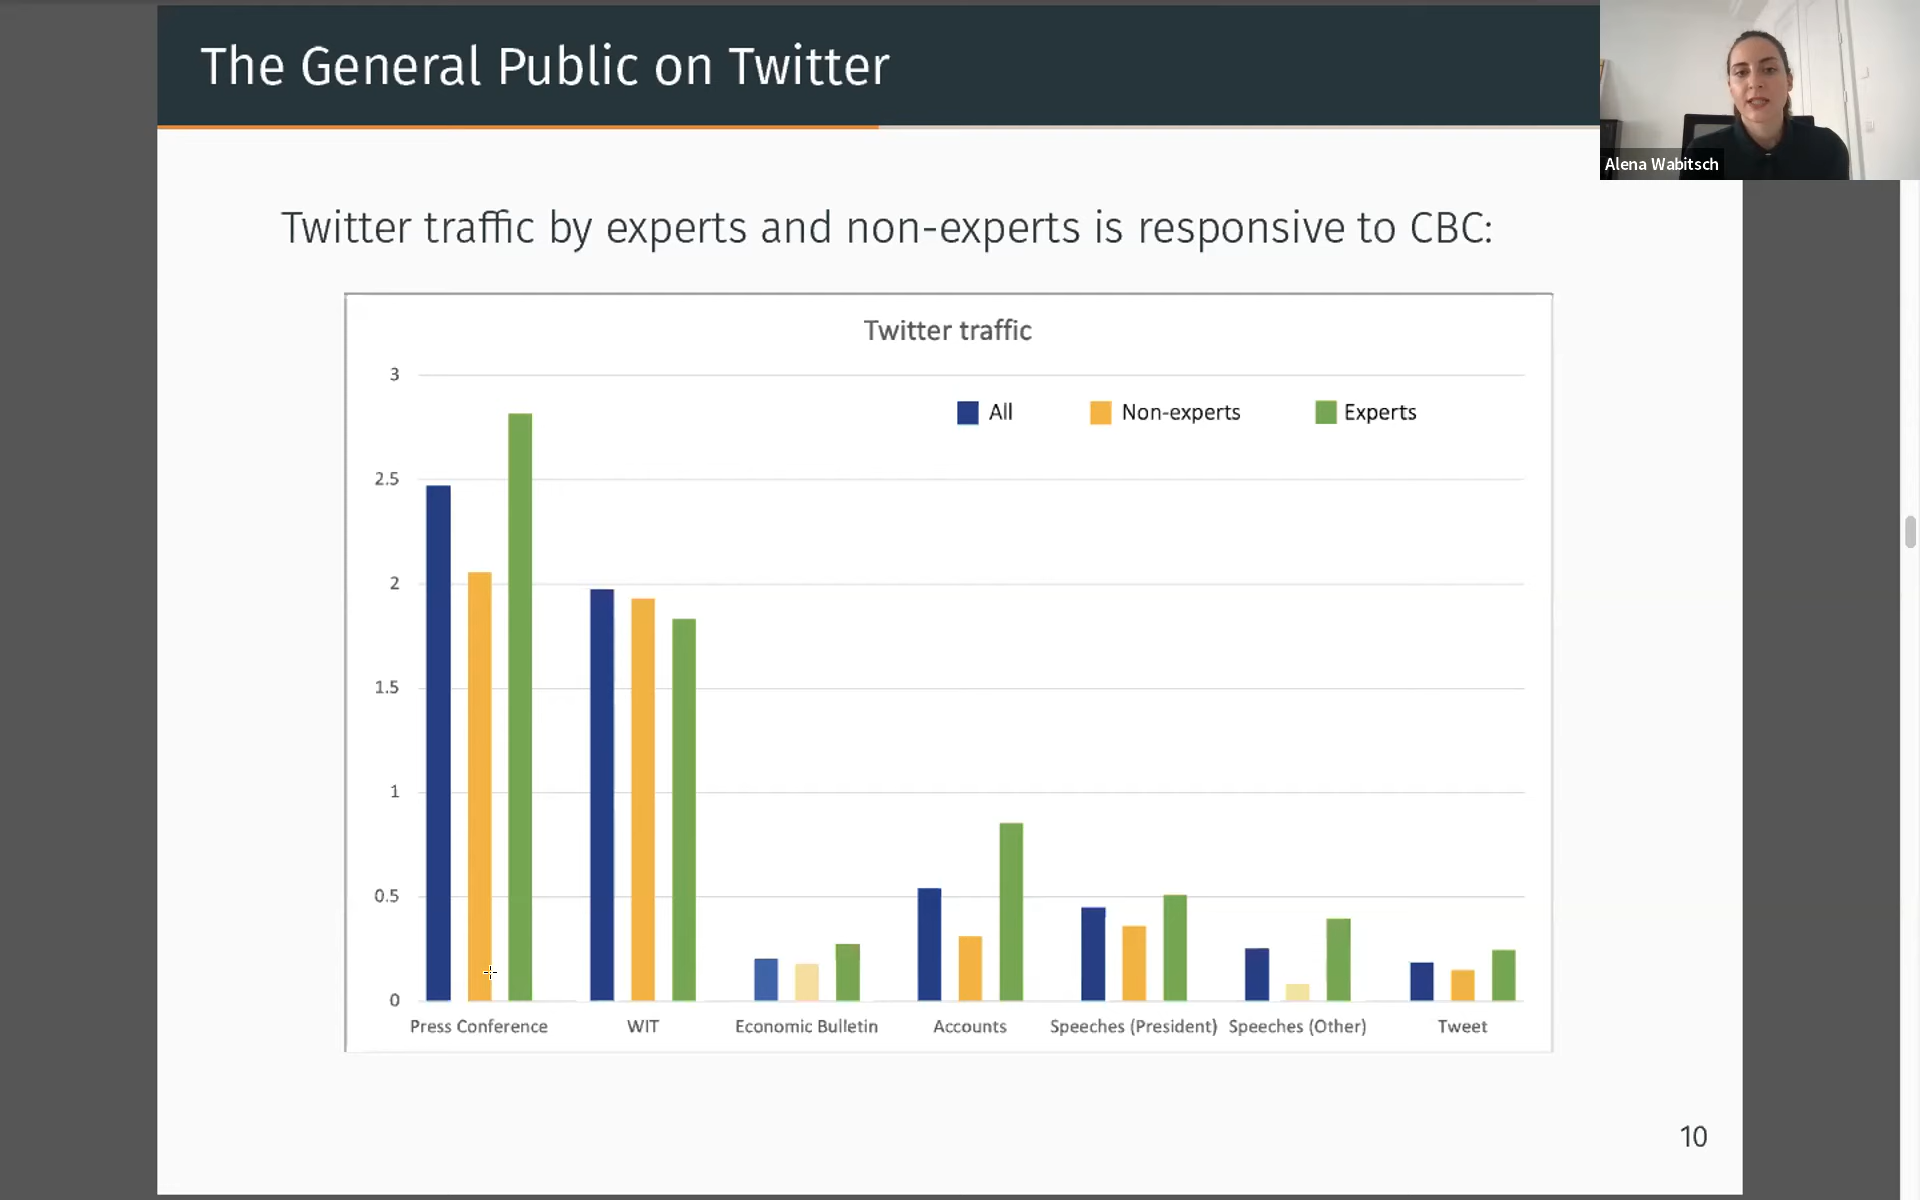 The General Public on Twitter
Alena Wabitsch
Twitter traffic by experts and non-experts is responsive to CBC:
Twitter traffic
All Non-experts Experts
3
2.5
2
1.5
1
0.5
0
Press Conference WIT Economic Bulletin Accounts Speeches (President) Speeches (Other) Tweet
10